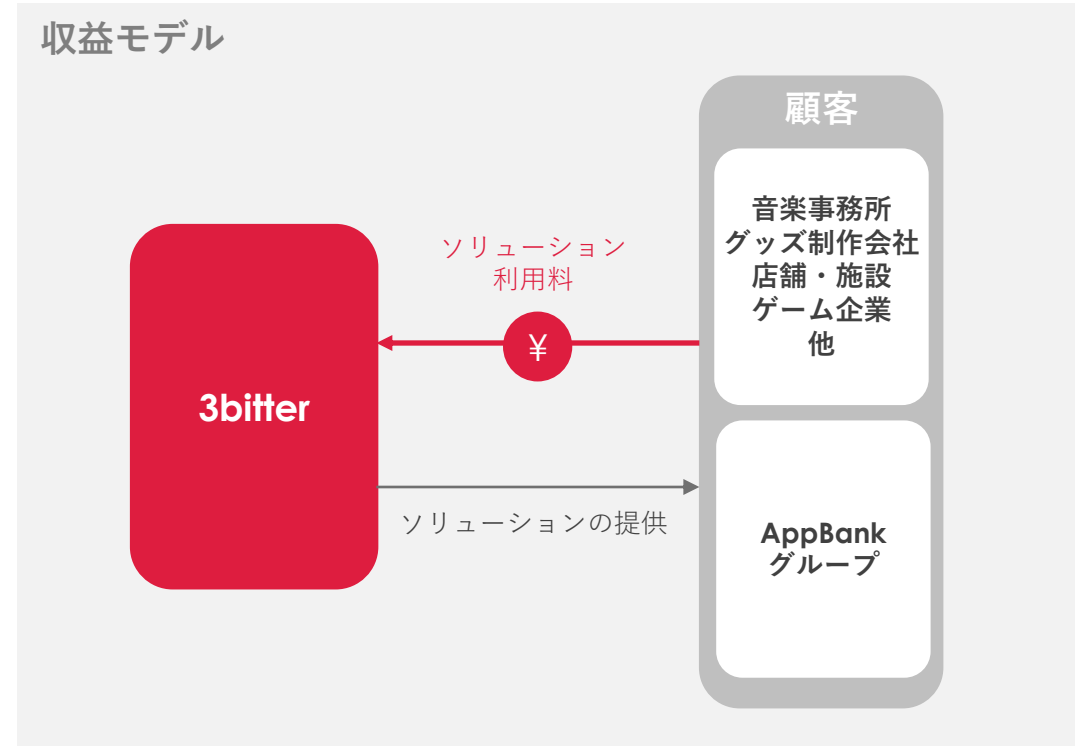 収益モデル
顧客
音楽事務所
グッズ制作会社
店舗・施設
ゲーム企業
他
ソリューション
利用料
¥
3bitter
ソリューションの提供
AppBank
グループ